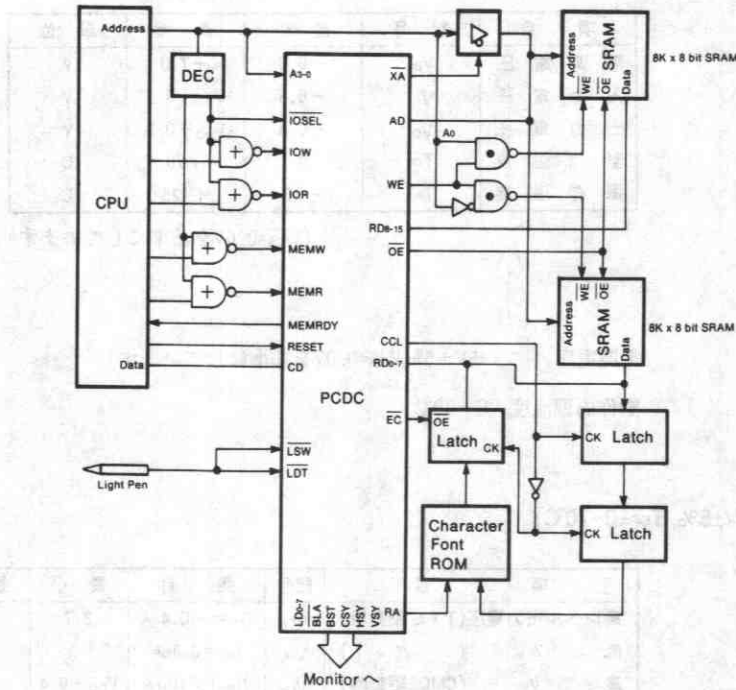 Address
DEC
CPU
Data
A3-0
IOSEL
IOW
IOR
MEMW
MEMR
MEMRDY
RESET
CD
PCDC
LSW
LDT
Light Pen
LD0-7
BLA
BST
CSY
HSY
VSY
Monitor へ
XA
AD
WE
RD8-15
OE
CCL
RD0-7
EC
RA
A0
Address
WE
OE
SRAM
Data
8K x 8 bit SRAM
Address
WE
OE
SRAM
Data
8K x 8 bit SRAM
OE
Latch
CK
CK Latch
CK Latch
Character
Font
ROM